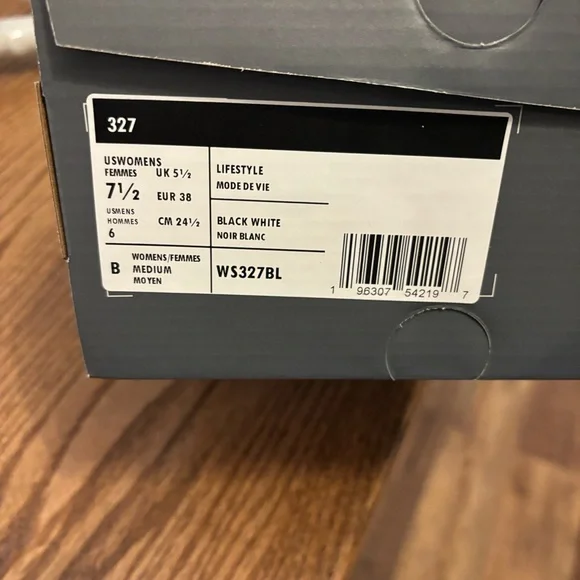 327
USWOMENS
FEMMES UK 5½
7½ EUR 38
USMENS
HOMMES CM 24½
6
LIFESTYLE
MODE DE VIE
BLACK WHITE
NOIR BLANC
B WOMENS/FEMMES
MEDIUM
MOYEN
WS327BL
1 96307 54219 7